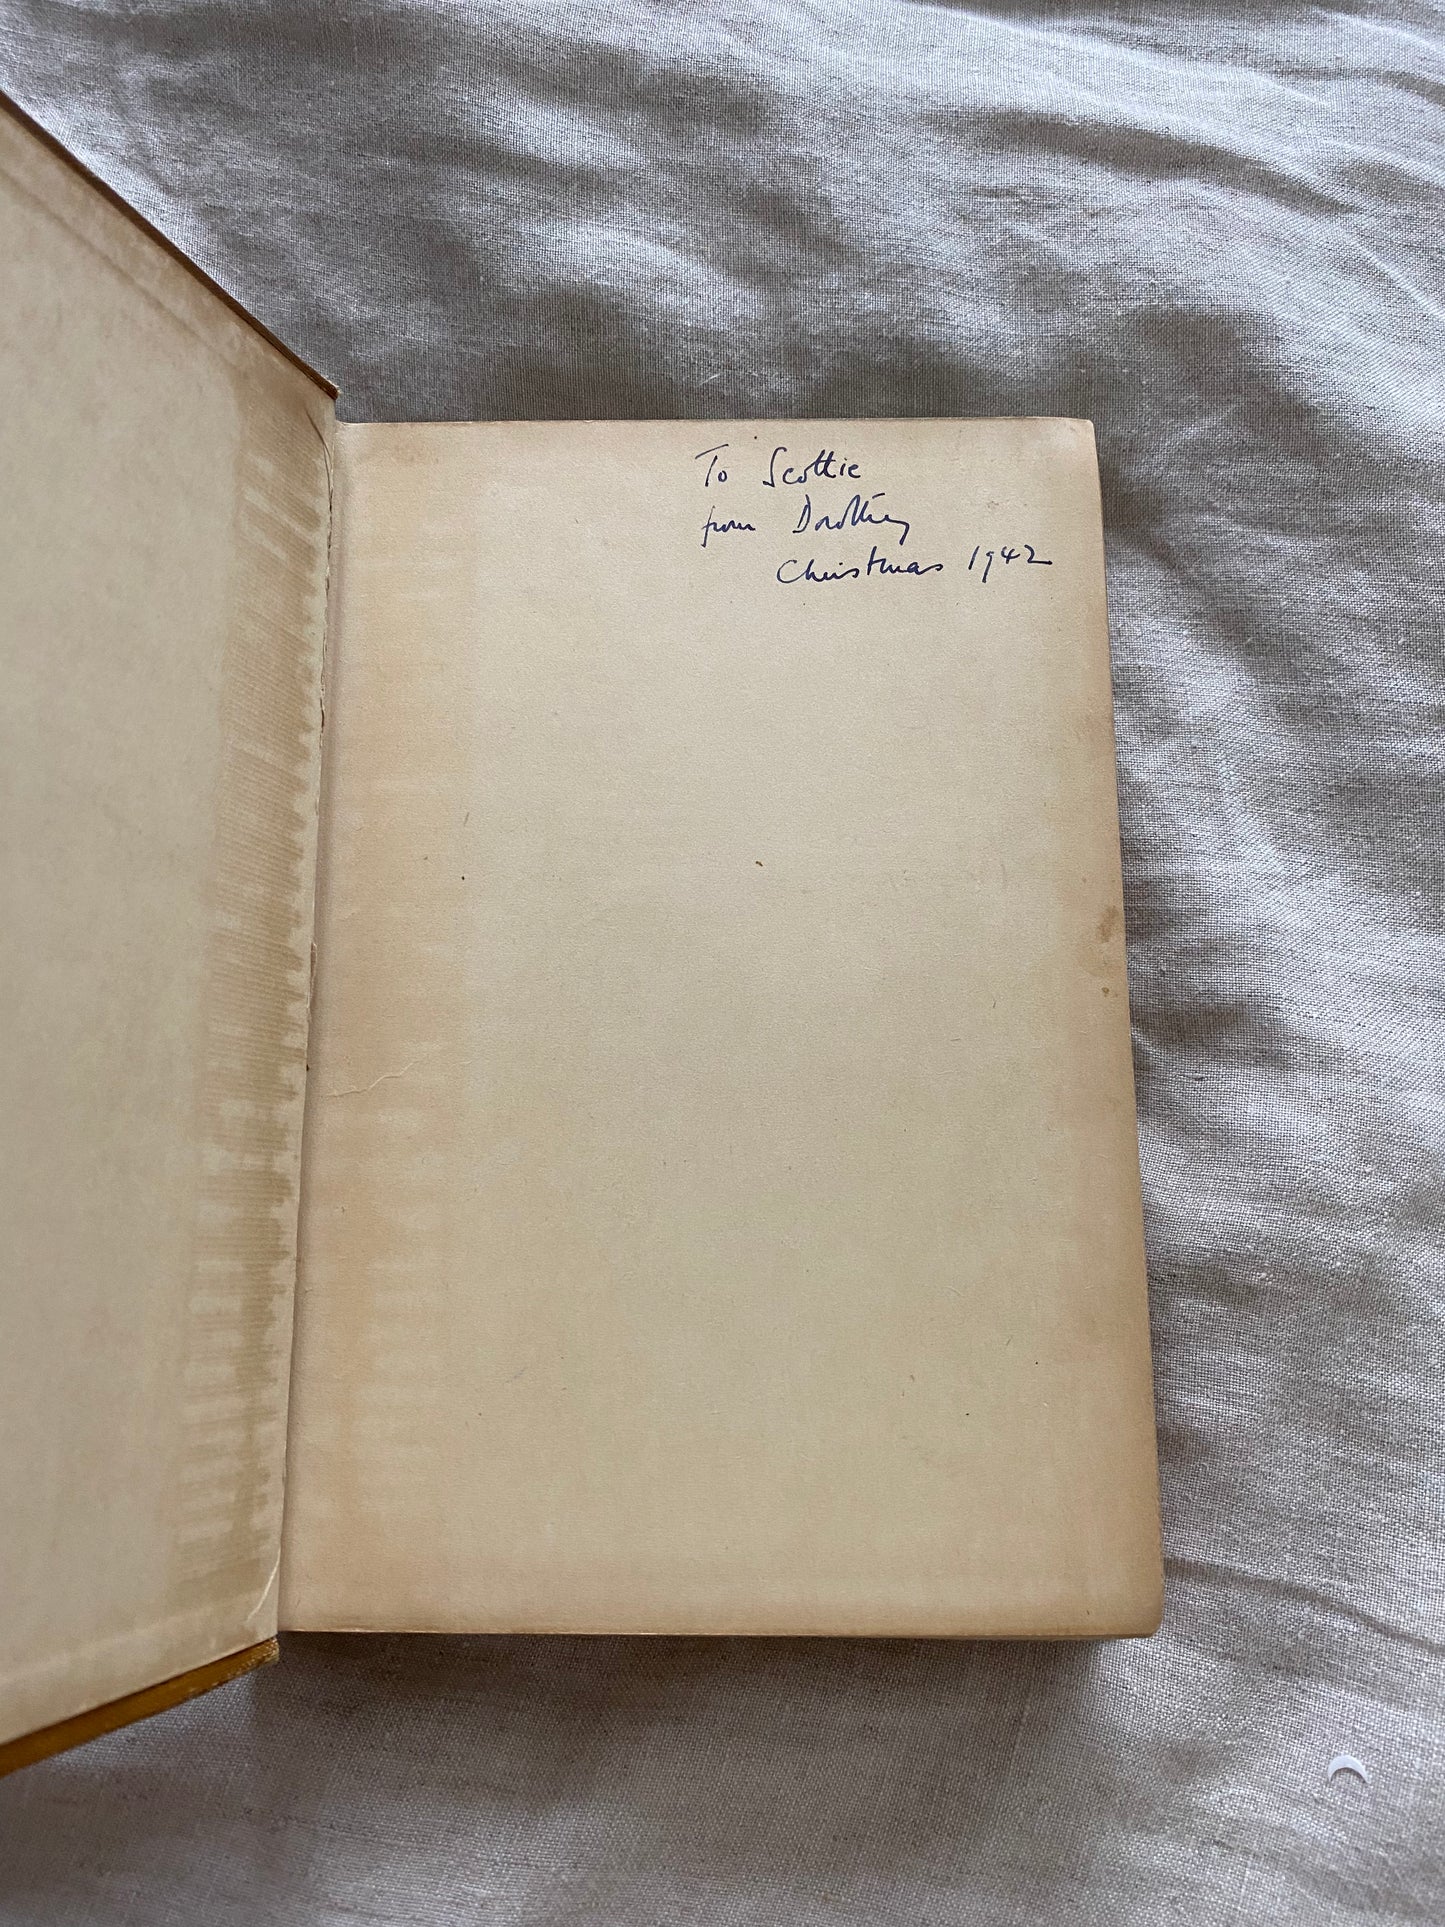 To Scottie
from Dorothy
Christmas 1942